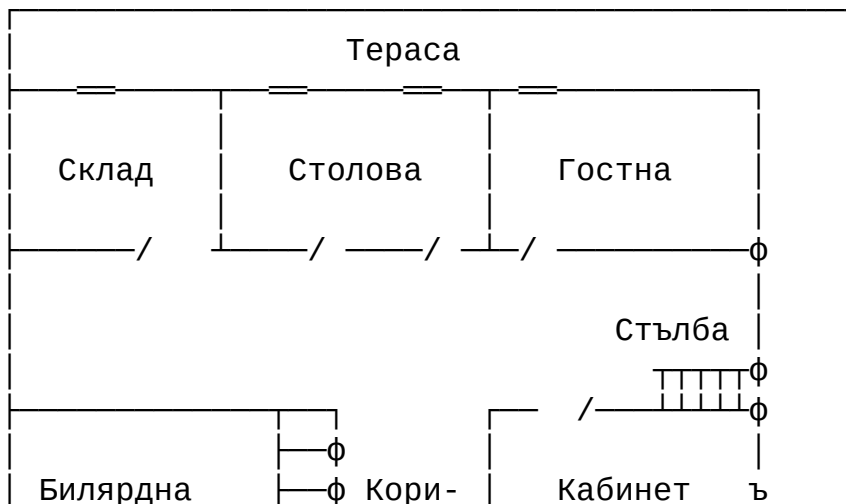 Тераса
Склад Столова Гостна
/ / / / ф
Стълба
ф
/ ф
ф
Билярдна ф Кори- Кабинет ъ